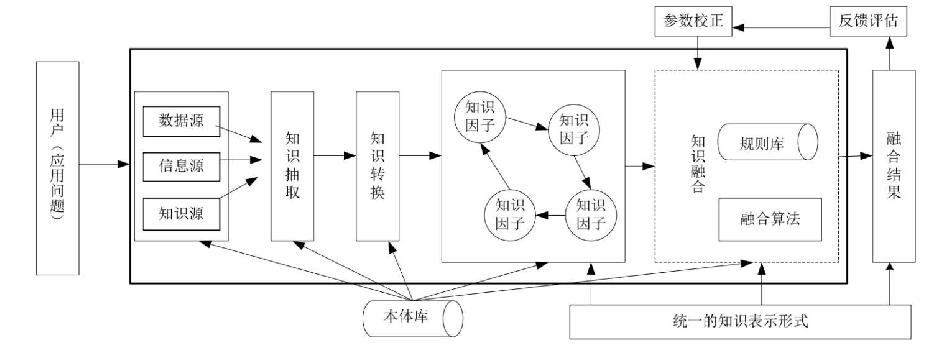 参数校正
反馈评估
用户（应用问题）
数据源
信息源
知识源
知识抽取
知识转换
知识
因子
知识
因子
知识
因子
知识
因子
知识融合
规则库
融合算法
融合结果
本体库
统一的知识表示形式